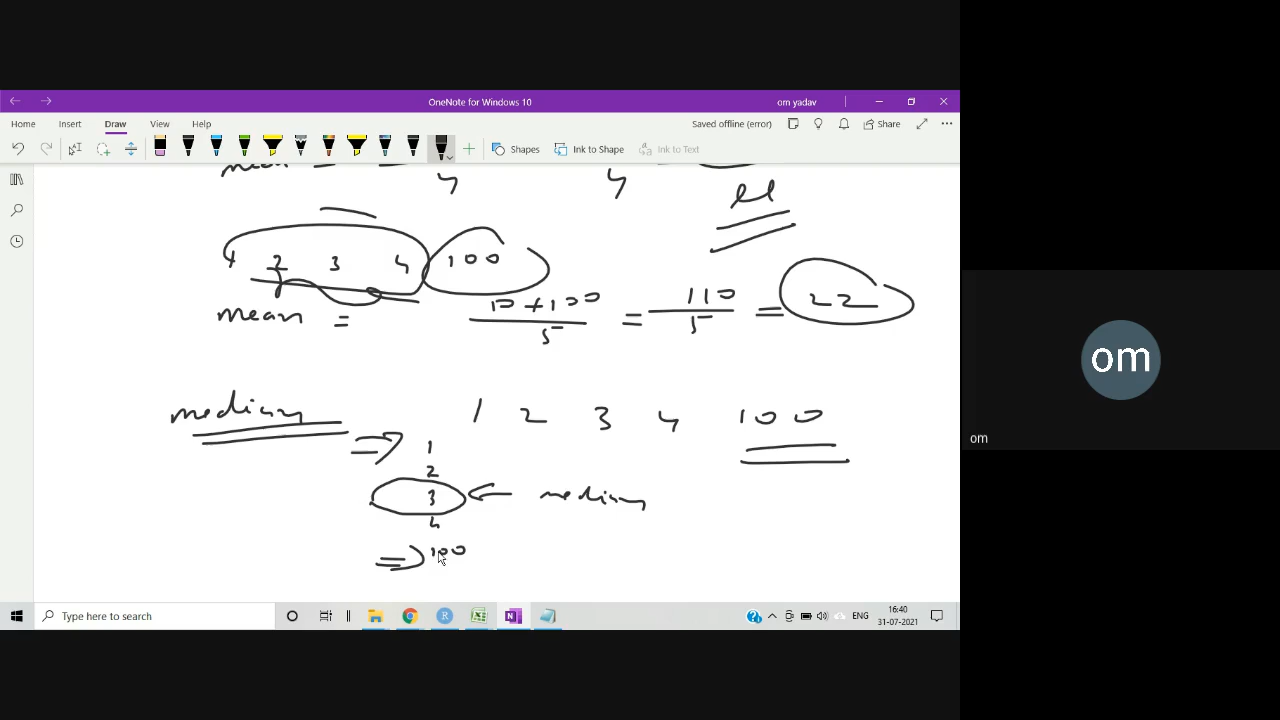 OneNote for Windows 10
om yadav
Home Insert Draw View Help
Saved offline (error)
Share
Shapes
Ink to Shape
Ink to Text
mean =
4 4
1 2 3 4 100
mean = 10+100 / 5 = 110 / 5 = 22
medium 1 2 3 4 100
=> 1
2
3 ← medium
4
=> 100
om
om
Type here to search
ENG
16:40
31-07-2021